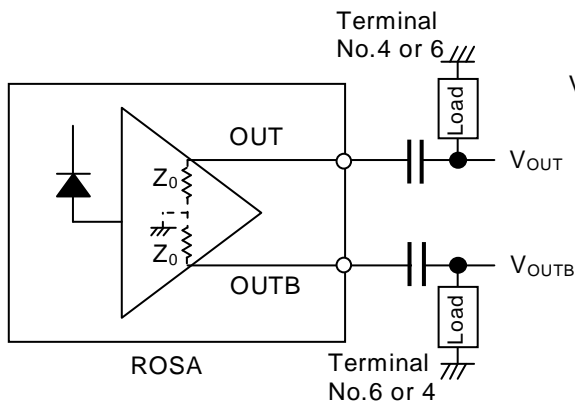 Terminal
No.4 or 6
V
Load
OUT
Z0
VOUT
Z0
OUTB
VOUTB
Load
ROSA
Terminal
No.6 or 4